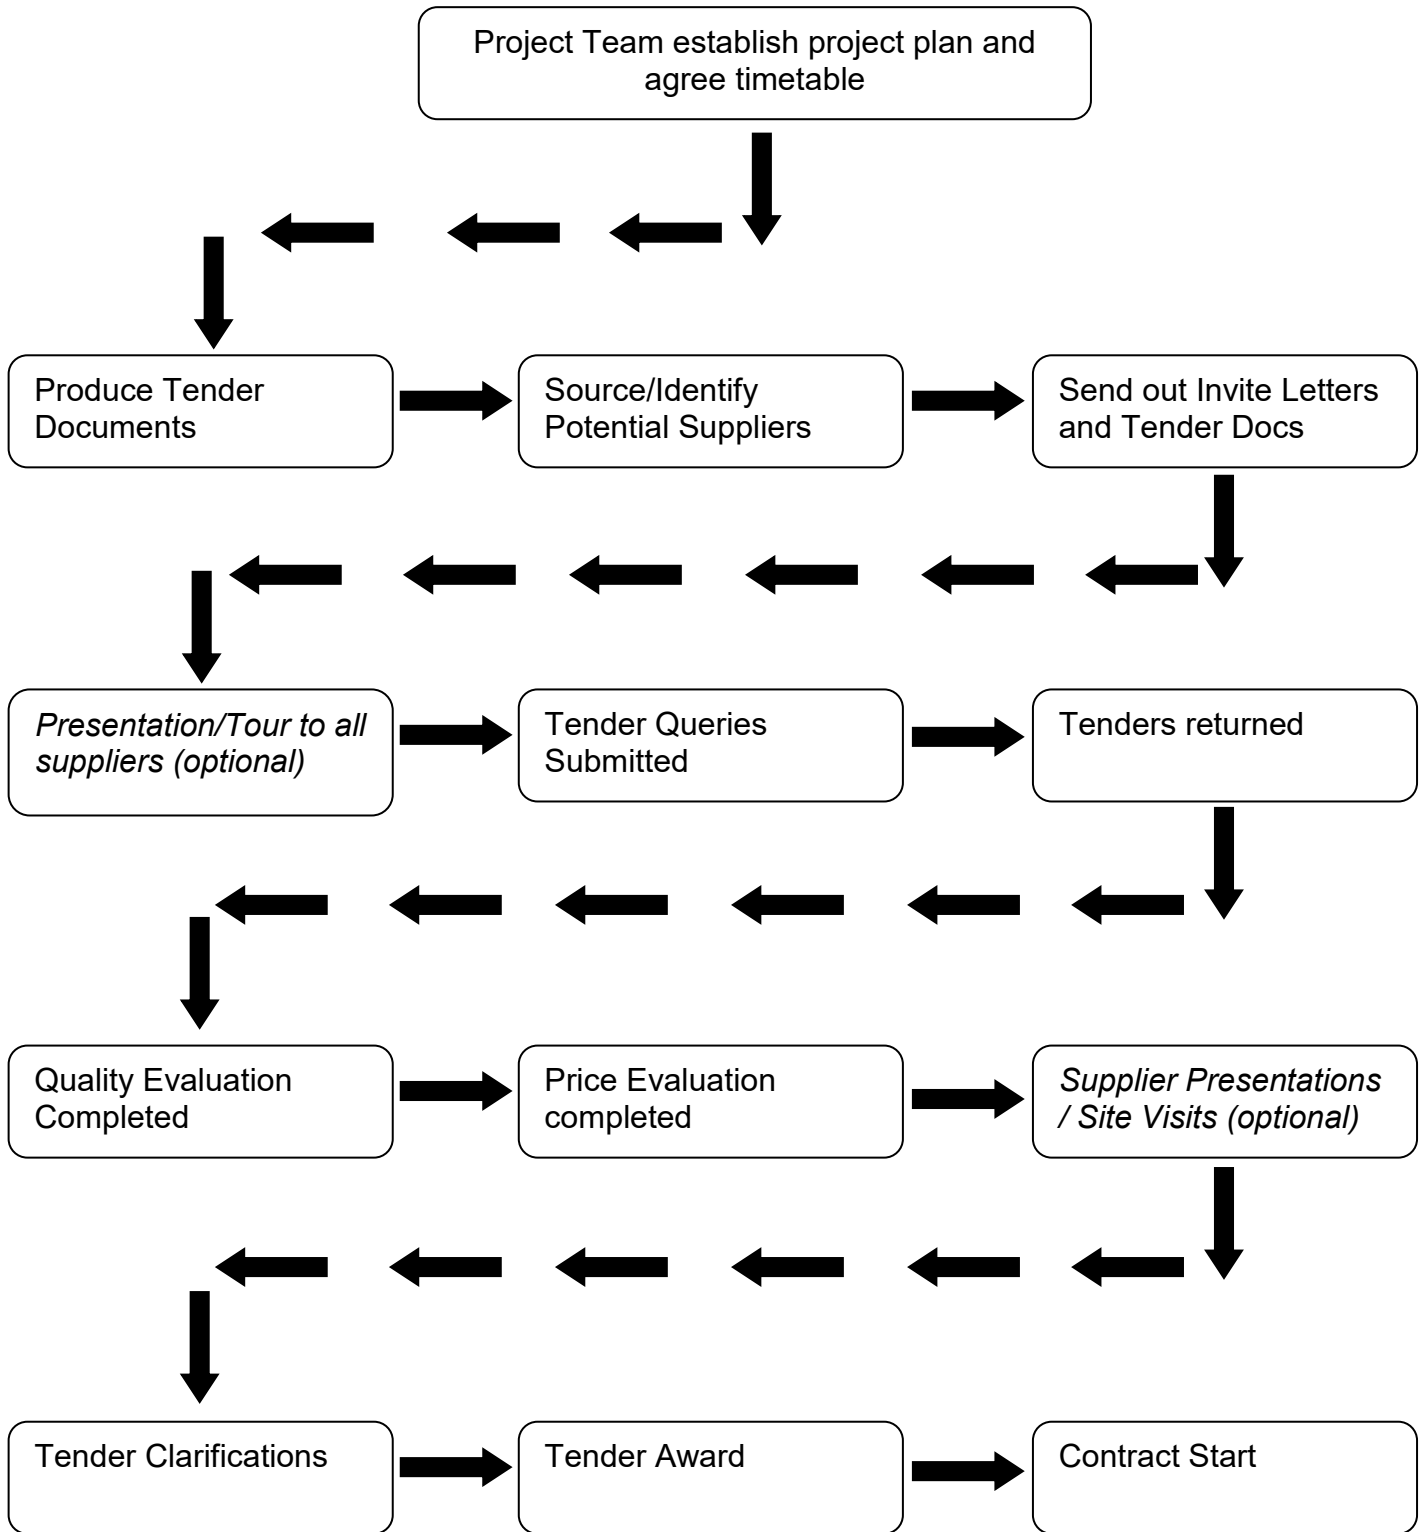 Project Team establish project plan and
agree timetable
Produce Tender
Documents
Source/Identify
Potential Suppliers
Send out Invite Letters
and Tender Docs
Presentation/Tour to all
suppliers (optional)
Tender Queries
Submitted
Tenders returned
Quality Evaluation
Completed
Price Evaluation
completed
Supplier Presentations
/ Site Visits (optional)
Tender Clarifications
Tender Award
Contract Start